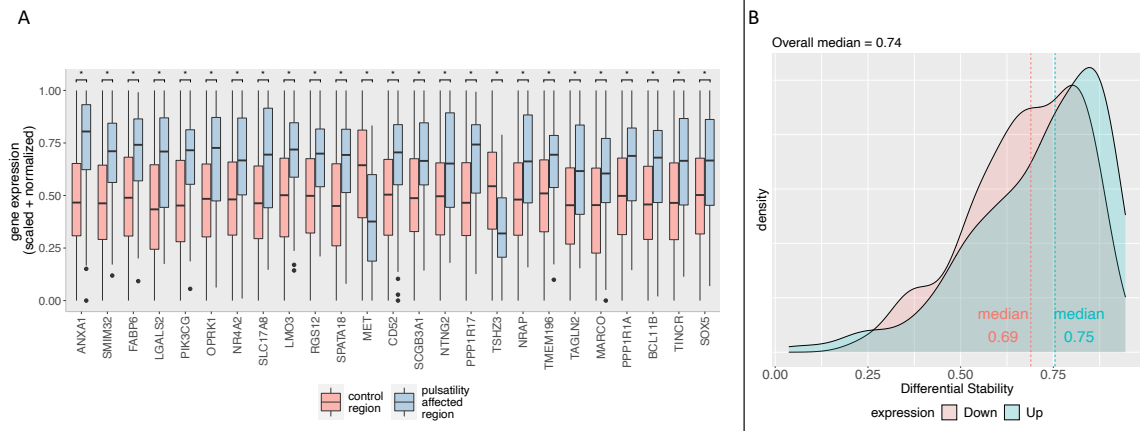 A
gene expression
(scaled + normalized)
1.00
0.75
0.50
0.25
0.00
* * * * * * * * * * * * * * * * * * * * * * * * *
ANXA1 SMIM32 FABP6 LGALS2 PIK3CG OPRK1 NR4A2 SLC17A8 LMO3 RGS12 SPATA18 MET CD52 SCGB3A1 NTNG2 PPP1R17 TSHZ3 NRAP TMEM196 TAGLN2 MARCO PPP1R1A BCL11B TINCR SOX5
control
region
pulsatility
affected
region
B
Overall median = 0.74
density
median
0.69
median
0.75
0.00 0.25 0.50 0.75
Differential Stability
expression Down Up